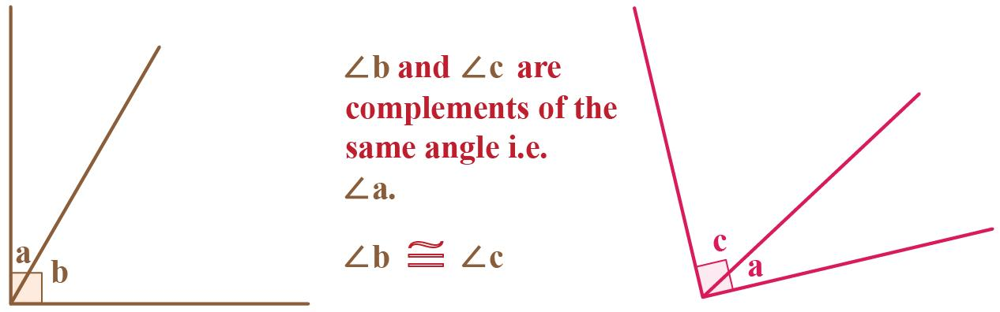 a
b
∠b and ∠c are
complements of the
same angle i.e.
∠a.
∠b ≅ ∠c
c
a